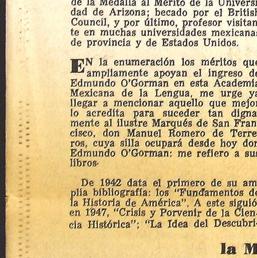 de la Medalla al Mérito de la Universi-
dad de Arizona; becado por el British
Council, y por último, profesor visitan-
te en muchas universidades mexicanas
de provincia y de Estados Unidos.
EN la enumeración los méritos que
ampliamente apoyan el ingreso de
Edmundo O'Gorman en esta Academia
Mexicana de la Lengua, me urge ya
llegar a mencionar aquello que mejor
lo acredita para suceder tan digna-
mente al ilustre Marqués de San Fran-
cisco, don Manuel Romero de Terre-
ros, cuya silla ocupará desde hoy don
Edmundo O'Gorman: me refiero a sus
libros.
De 1942 data el primero de su am-
plia bibliografía: los "Fundamentos de
la Historia de América". A este siguió
en 1947, "Crisis y Porvenir de la Cien-
cia Histórica"; "La Idea del Descubri-
la M